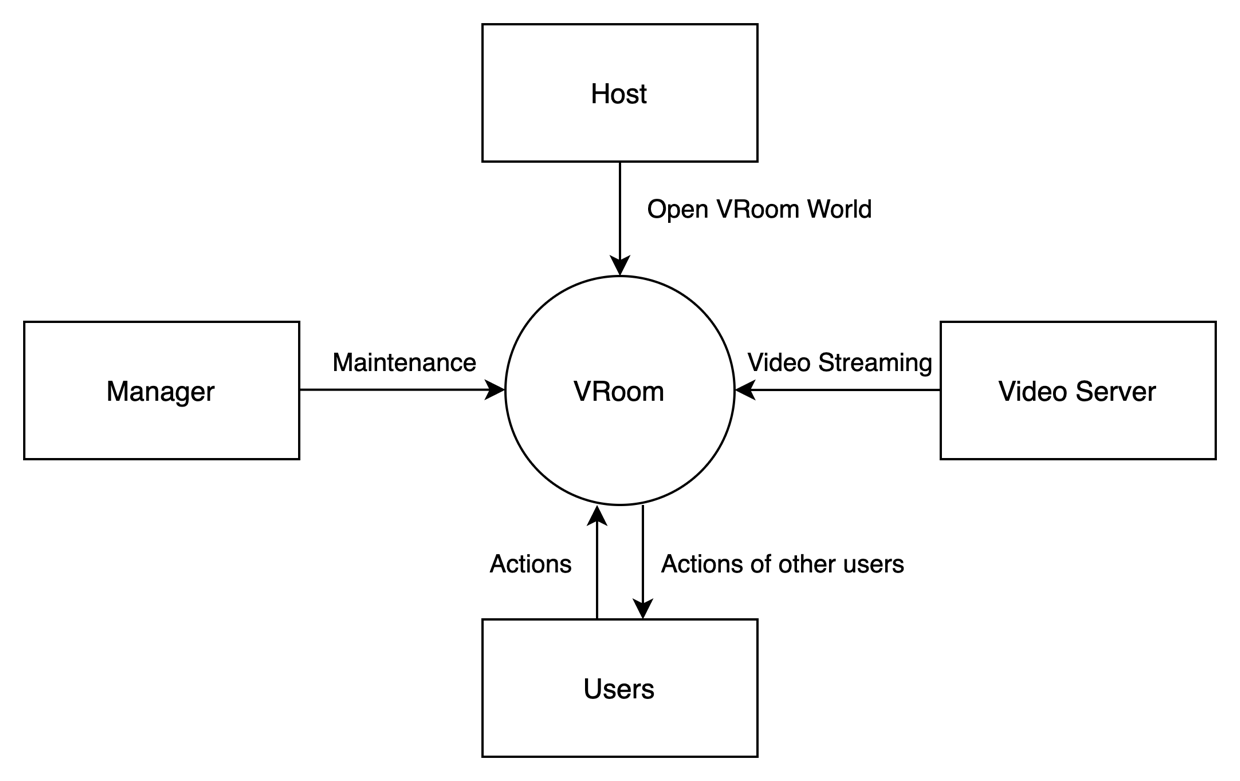 Host
Open VRoom World
Manager
Maintenance
VRoom
Video Streaming
Video Server
Actions
Actions of other users
Users